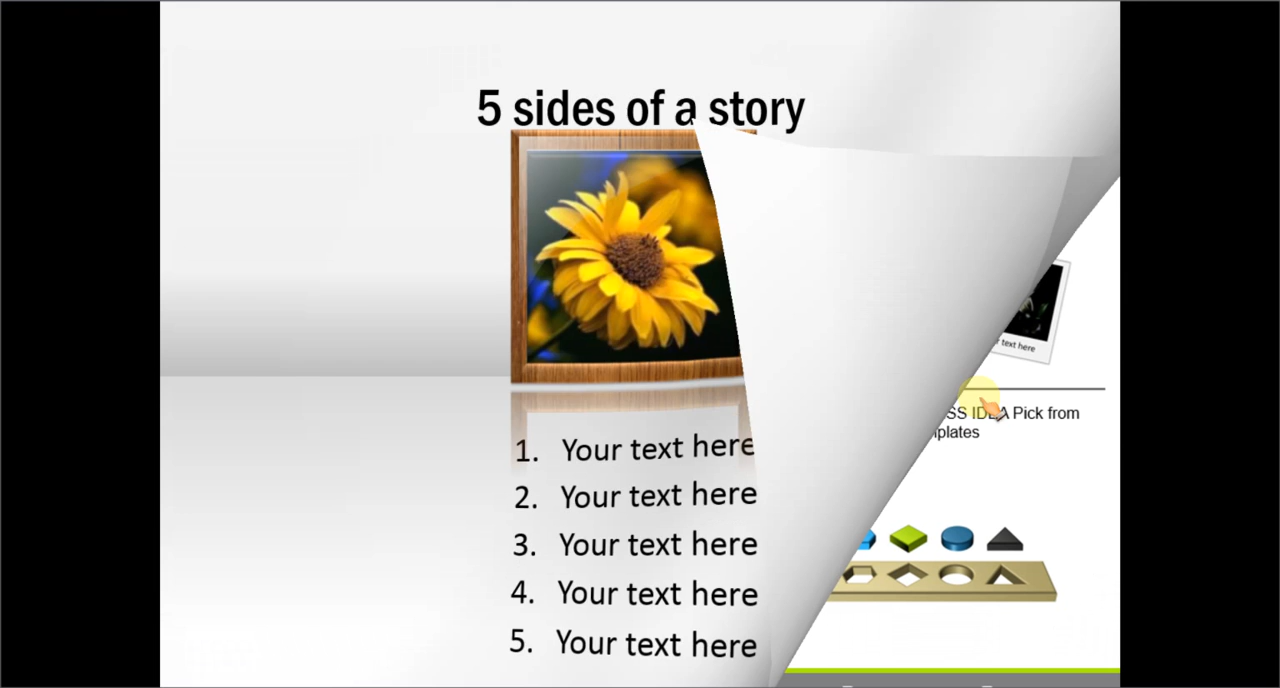 5 sides of a story
1. Your text here
2. Your text here
3. Your text here
4. Your text here
5. Your text here
text here
SS IDEA Pick from
plates